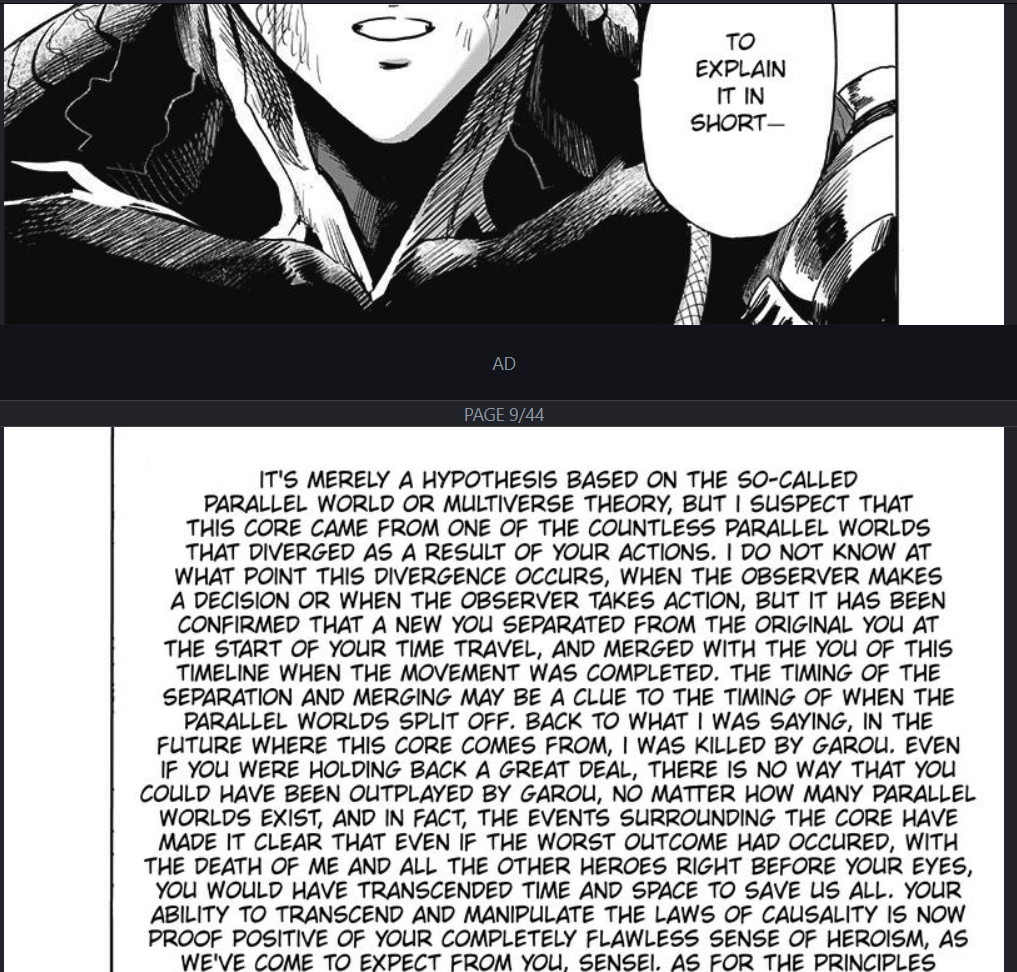 TO
EXPLAIN
IT IN
SHORT—
AD
PAGE 9/44
IT'S MERELY A HYPOTHESIS BASED ON THE SO-CALLED
PARALLEL WORLD OR MULTIVERSE THEORY, BUT I SUSPECT THAT
THIS CORE CAME FROM ONE OF THE COUNTLESS PARALLEL WORLDS
THAT DIVERGED AS A RESULT OF YOUR ACTIONS. I DO NOT KNOW AT
WHAT POINT THIS DIVERGENCE OCCURS, WHEN THE OBSERVER MAKES
A DECISION OR WHEN THE OBSERVER TAKES ACTION, BUT IT HAS BEEN
CONFIRMED THAT A NEW YOU SEPARATED FROM THE ORIGINAL YOU AT
THE START OF YOUR TIME TRAVEL, AND MERGED WITH THE YOU OF THIS
TIMELINE WHEN THE MOVEMENT WAS COMPLETED. THE TIMING OF THE
SEPARATION AND MERGING MAY BE A CLUE TO THE TIMING OF WHEN THE
PARALLEL WORLDS SPLIT OFF. BACK TO WHAT I WAS SAYING, IN THE
FUTURE WHERE THIS CORE COMES FROM, I WAS KILLED BY GAROU. EVEN
IF YOU WERE HOLDING BACK A GREAT DEAL, THERE IS NO WAY THAT YOU
COULD HAVE BEEN OUTPLAYED BY GAROU, NO MATTER HOW MANY PARALLEL
WORLDS EXIST, AND IN FACT, THE EVENTS SURROUNDING THE CORE HAVE
MADE IT CLEAR THAT EVEN IF THE WORST OUTCOME HAD OCCURED, WITH
THE DEATH OF ME AND ALL THE OTHER HEROES RIGHT BEFORE YOUR EYES,
YOU WOULD HAVE TRANSCENDED TIME AND SPACE TO SAVE US ALL. YOUR
ABILITY TO TRANSCEND AND MANIPULATE THE LAWS OF CAUSALITY IS NOW
PROOF POSITIVE OF YOUR COMPLETELY FLAWLESS SENSE OF HEROISM, AS
WE'VE COME TO EXPECT FROM YOU, SENSEI. AS FOR THE PRINCIPLES